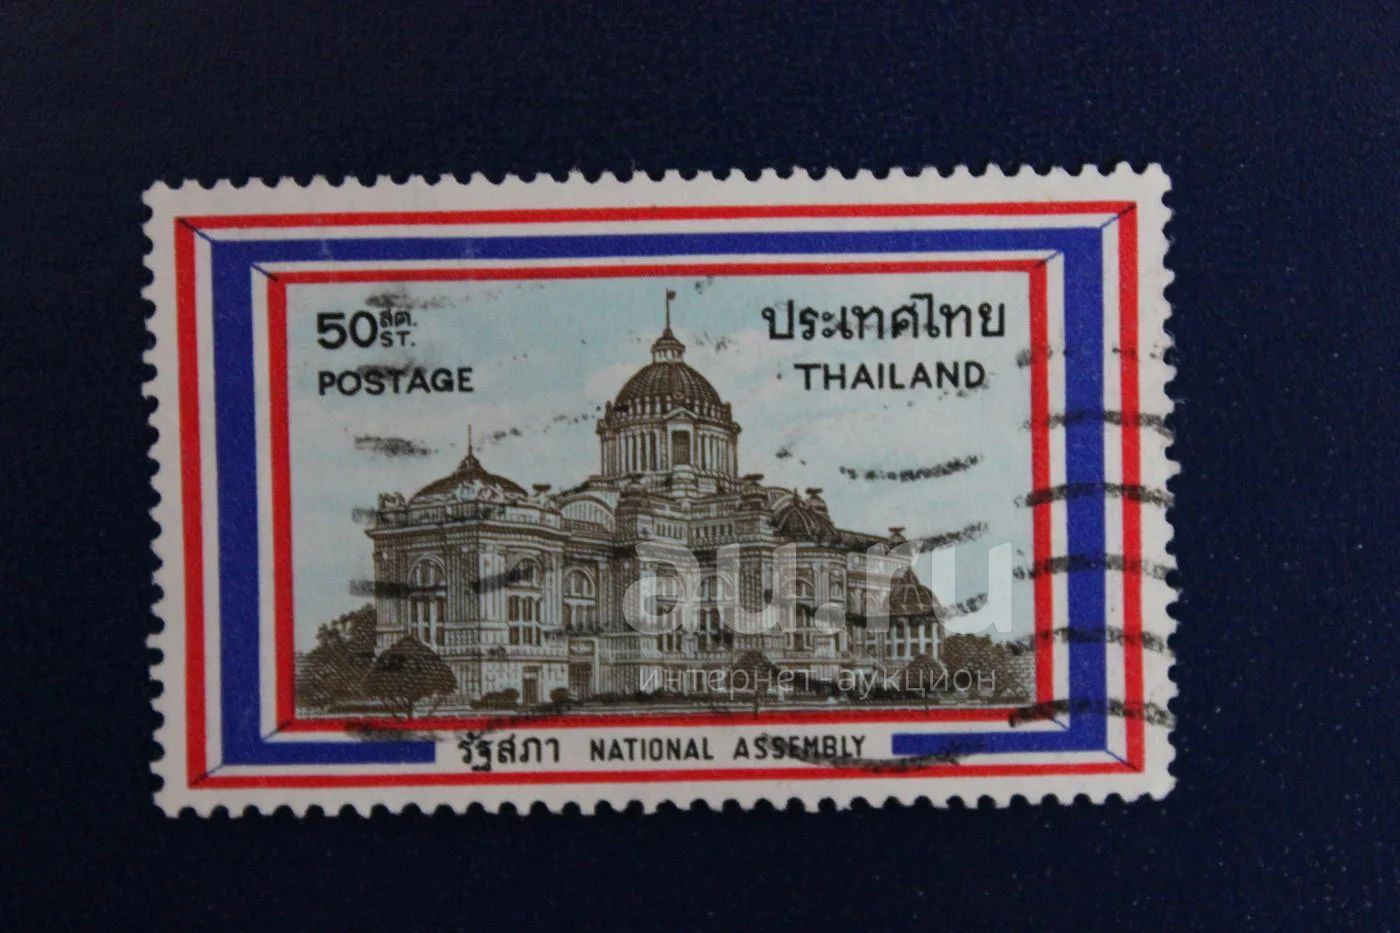 50 สต.
ST.
POSTAGE
ประเทศไทย
THAILAND
au.ru
интернет-аукцион
รัฐสภา NATIONAL ASSEMBLY